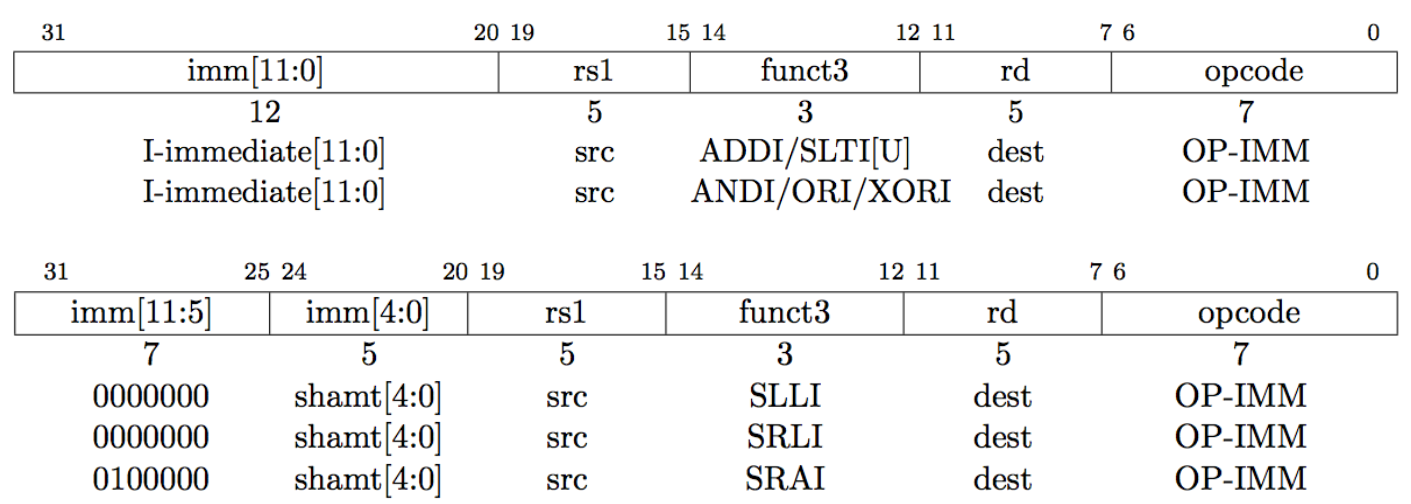 31 20 19 15 14 12 11 7 6 0
imm[11:0] rs1 funct3 rd opcode
12 5 3 5 7
I-immediate[11:0] src ADDI/SLTI[U] dest OP-IMM
I-immediate[11:0] src ANDI/ORI/XORI dest OP-IMM
31 25 24 20 19 15 14 12 11 7 6 0
imm[11:5] imm[4:0] rs1 funct3 rd opcode
7 5 5 3 5 7
0000000 shamt[4:0] src SLLI dest OP-IMM
0000000 shamt[4:0] src SRLI dest OP-IMM
0100000 shamt[4:0] src SRAI dest OP-IMM